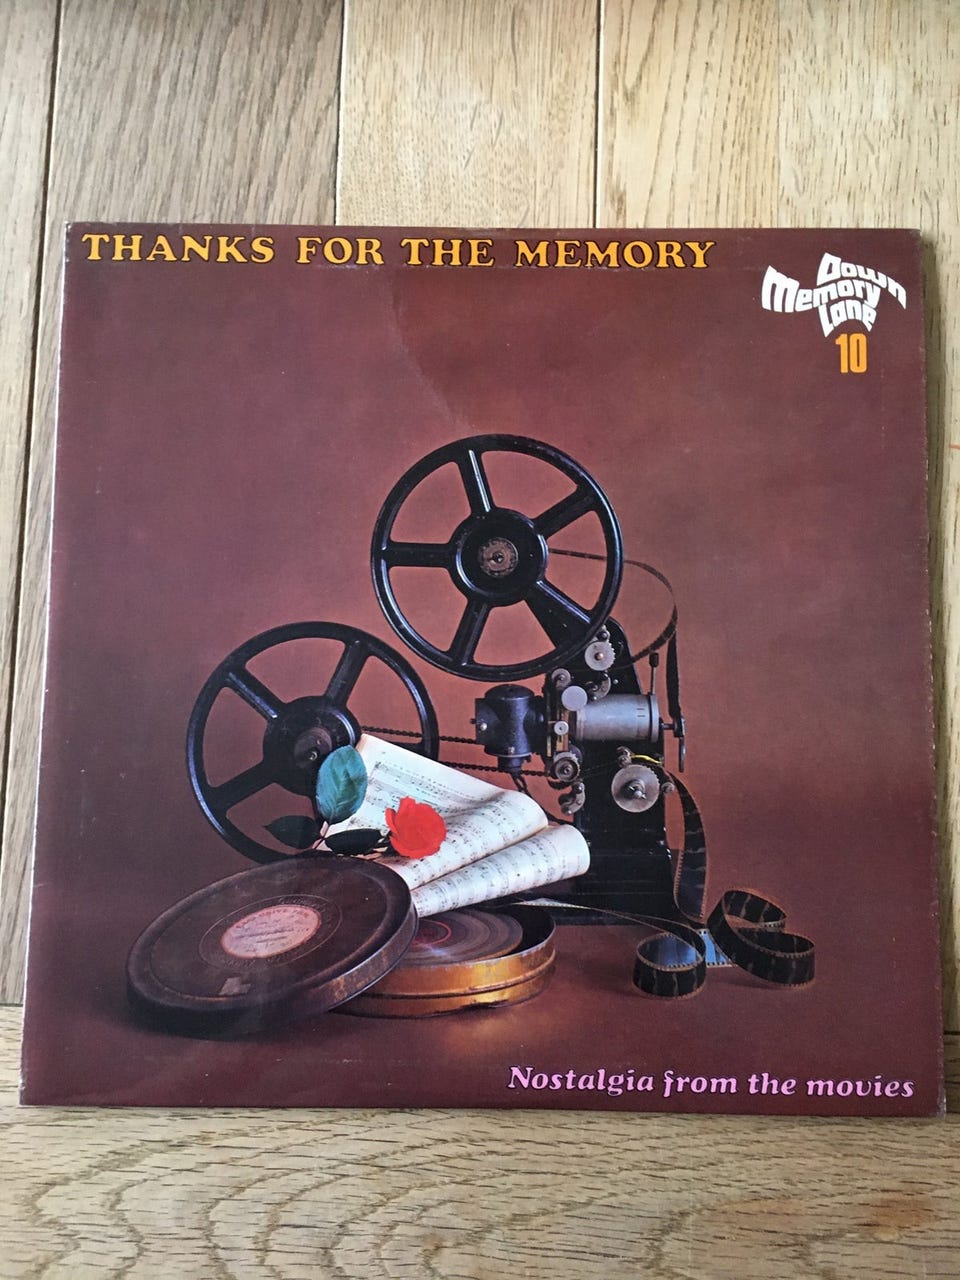 THANKS FOR THE MEMORY
Down
Memory
Lane
10
Nostalgia from the movies